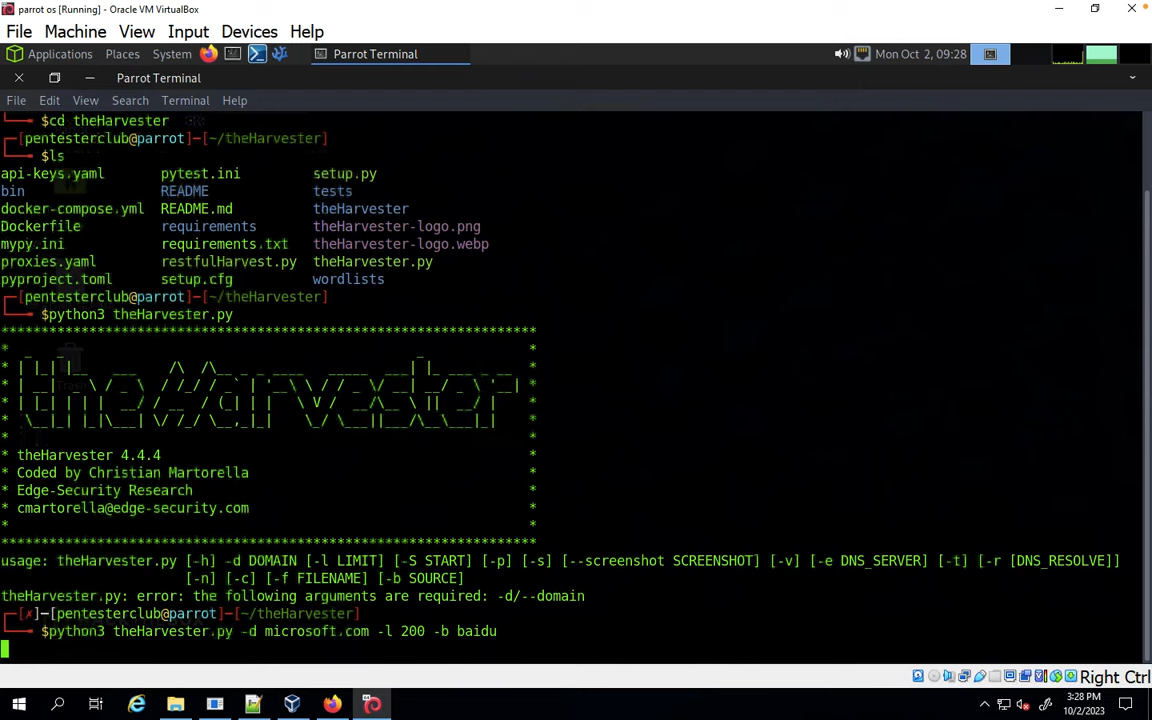 parrot os [Running] - Oracle VM VirtualBox
File Machine View Input Devices Help
Applications Places System Parrot Terminal Mon Oct 2, 09:28
Parrot Terminal
File Edit View Search Terminal Help
└── $cd theHarvester
┌─[pentesterclub@parrot]─[~/theHarvester]
└── $ls
api-keys.yaml pytest.ini setup.py
bin README tests
docker-compose.yml README.md theHarvester
Dockerfile requirements theHarvester-logo.png
mypy.ini requirements.txt theHarvester-logo.webp
proxies.yaml restfulHarvest.py theHarvester.py
pyproject.toml setup.cfg wordlists
┌─[pentesterclub@parrot]─[~/theHarvester]
└── $python3 theHarvester.py
*******************************************************************
theHarvester
* theHarvester 4.4.4 *
* Coded by Christian Martorella *
* Edge-Security Research *
* cmartorella@edge-security.com *
* *
*******************************************************************
usage: theHarvester.py [-h] -d DOMAIN [-l LIMIT] [-S START] [-p] [-s] [--screenshot SCREENSHOT] [-v] [-e DNS_SERVER] [-t] [-r [DNS_RESOLVE]]
[-n] [-c] [-f FILENAME] [-b SOURCE]
theHarvester.py: error: the following arguments are required: -d/--domain
┌─[✗]─[pentesterclub@parrot]─[~/theHarvester]
└── $python3 theHarvester.py -d microsoft.com -l 200 -b baidu
Right Ctrl
3:28 PM
10/2/2023